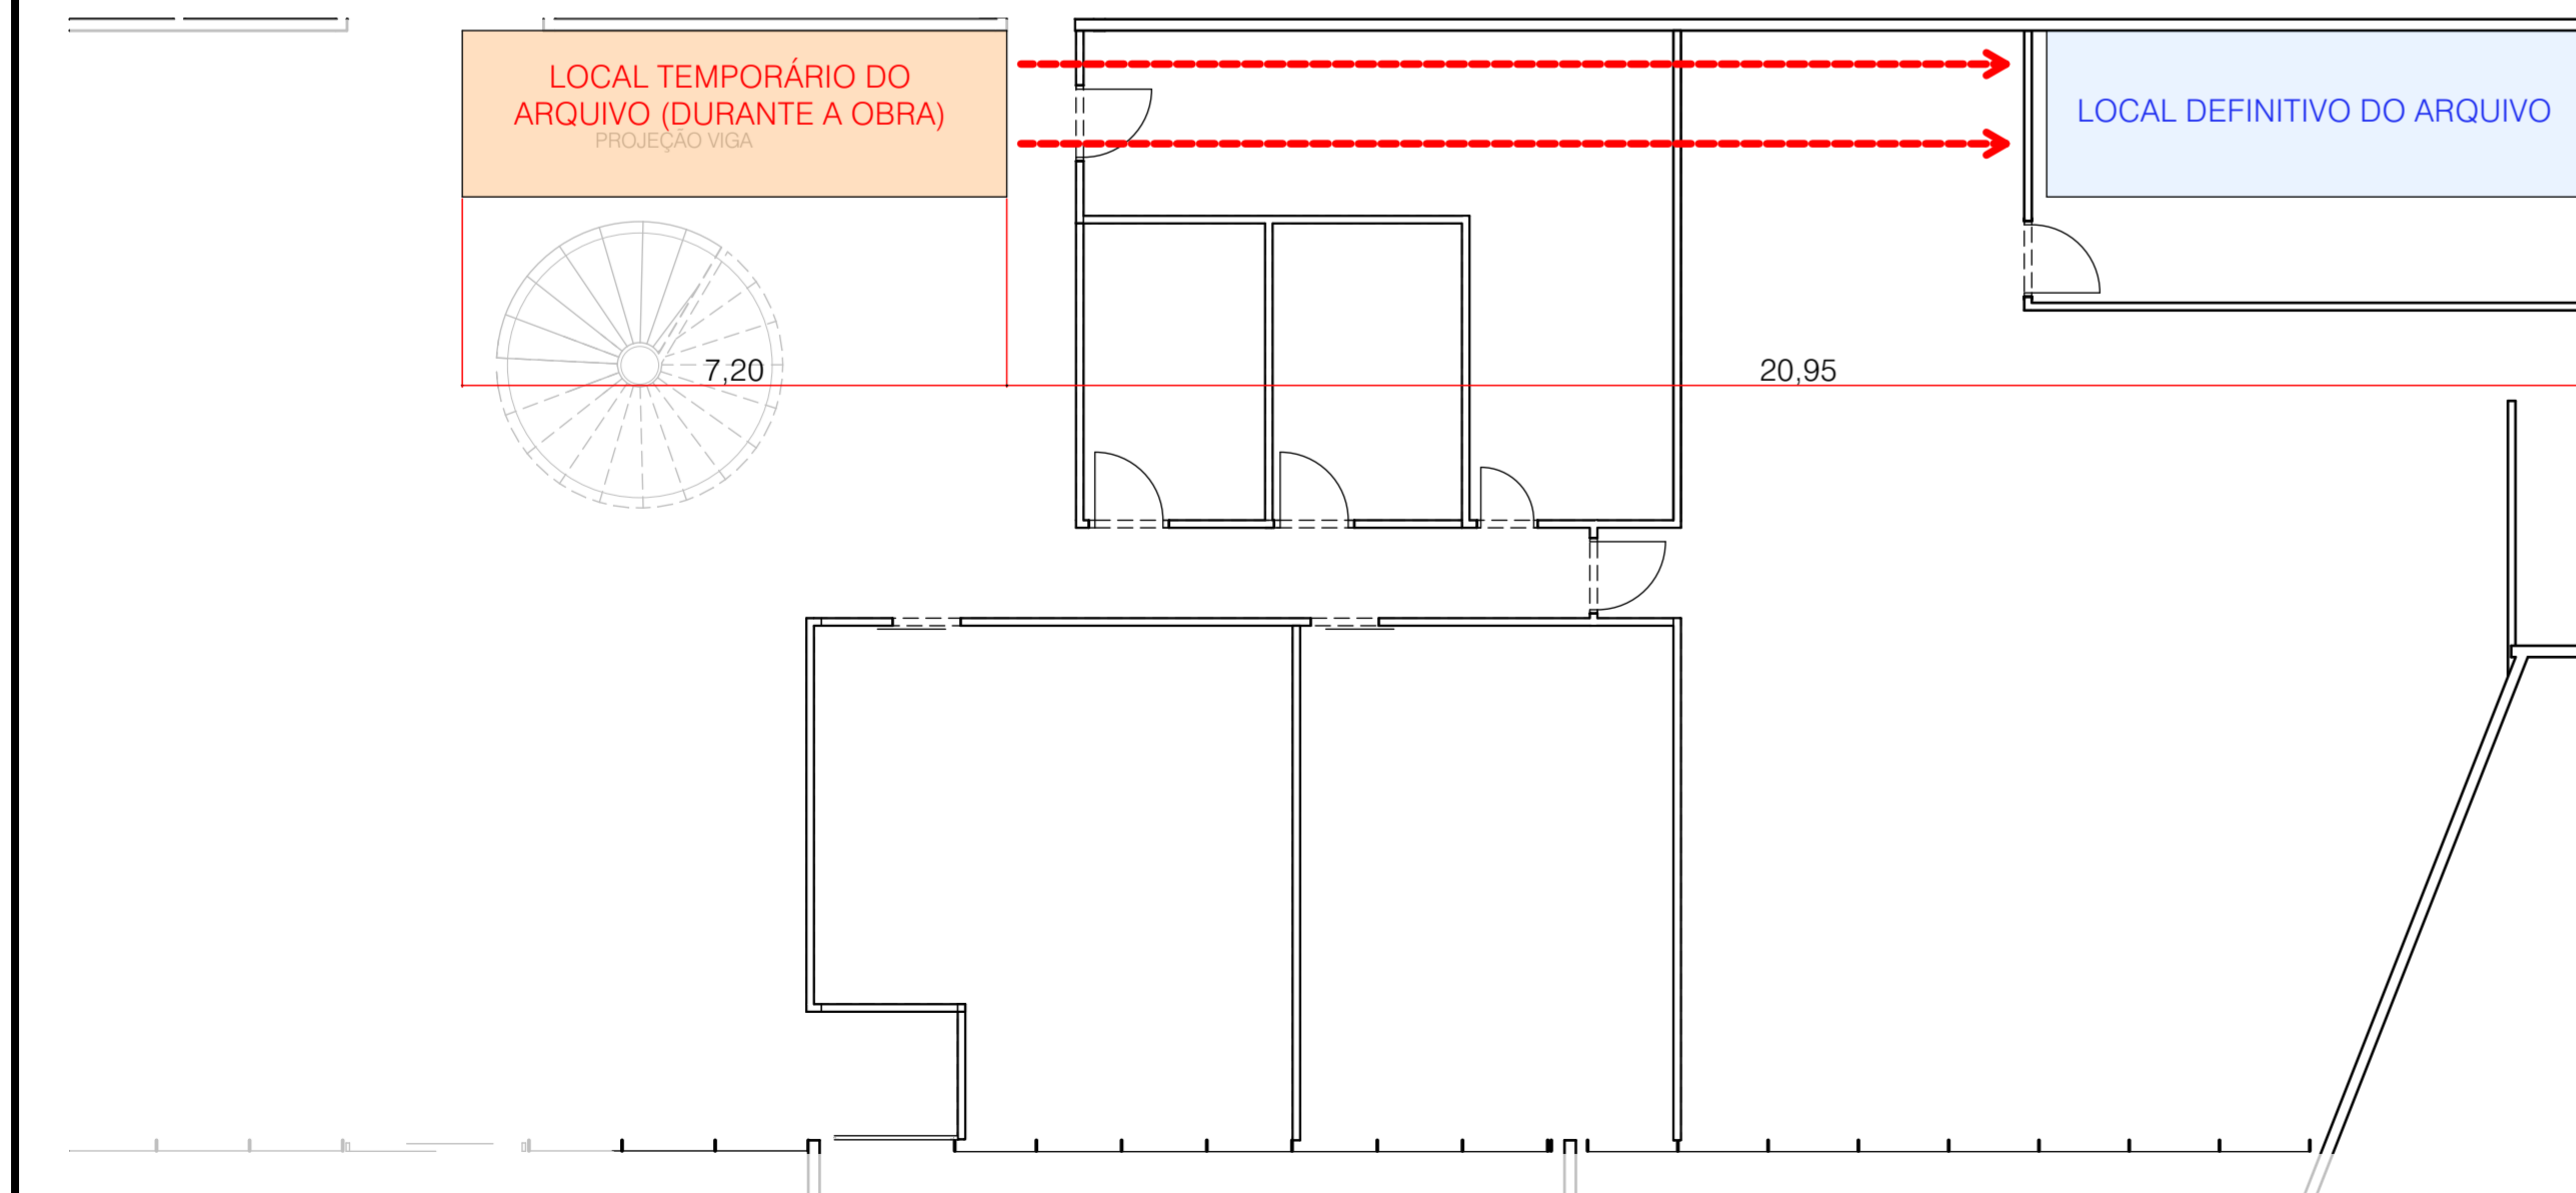 LOCAL TEMPORÁRIO DO
ARQUIVO (DURANTE A OBRA)
PROJEÇÃO VIGA
LOCAL DEFINITIVO DO ARQUIVO
7,20
20,95